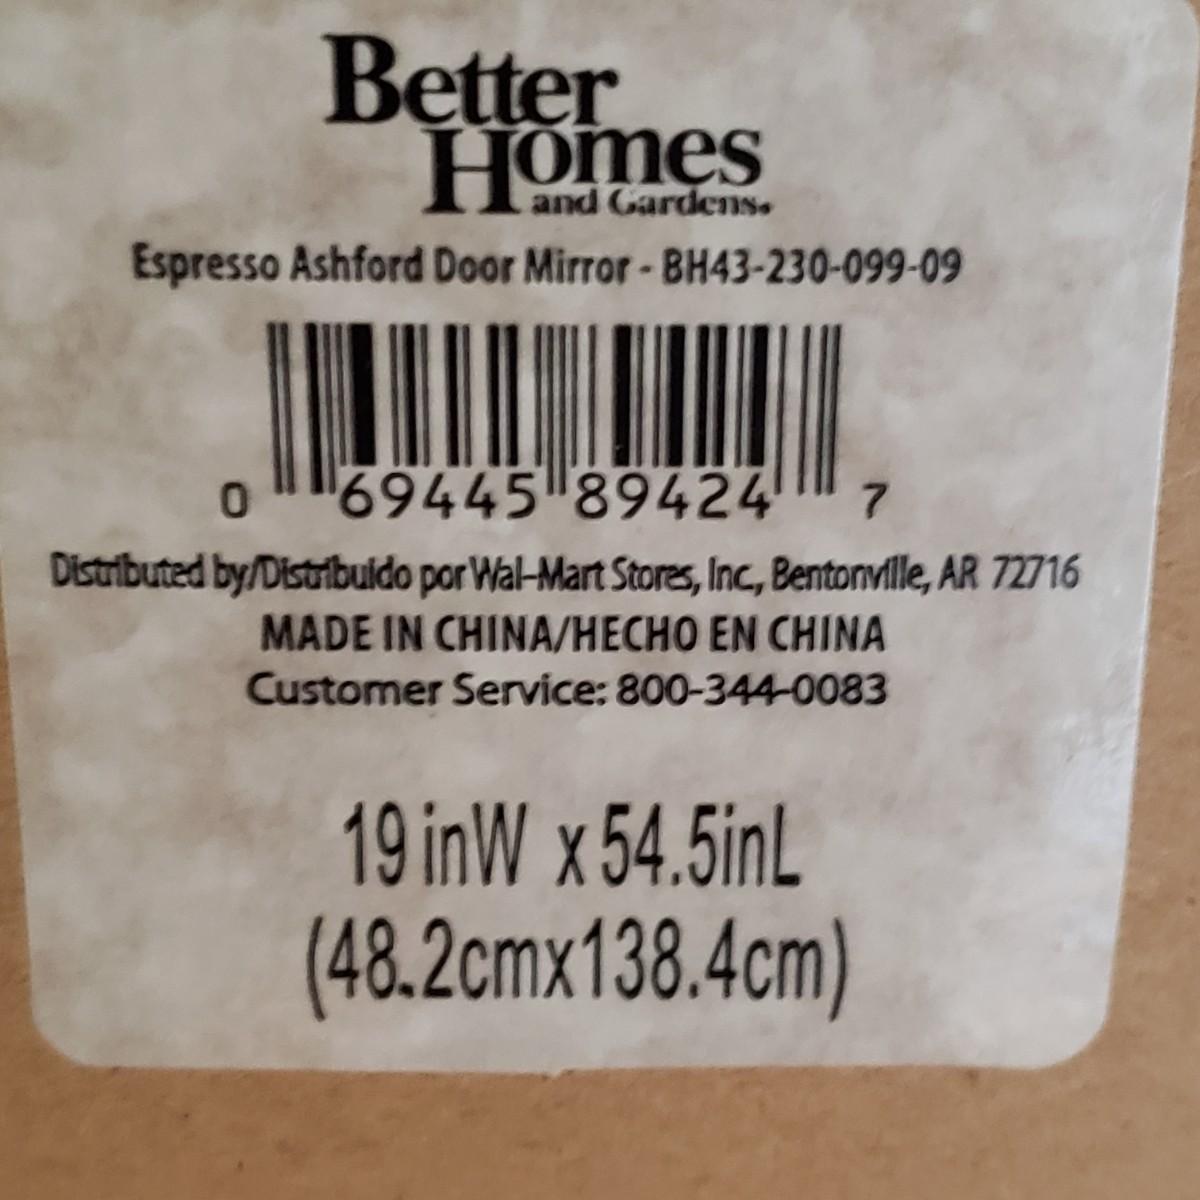 Better
Homes
and Gardens.
Espresso Ashford Door Mirror - BH43-230-099-09
0 69445 89424 7
Distributed by/Distribuido por Wal-Mart Stores, Inc., Bentonville, AR 72716
MADE IN CHINA/HECHO EN CHINA
Customer Service: 800-344-0083
19 inW x 54.5inL
(48.2cmx138.4cm)